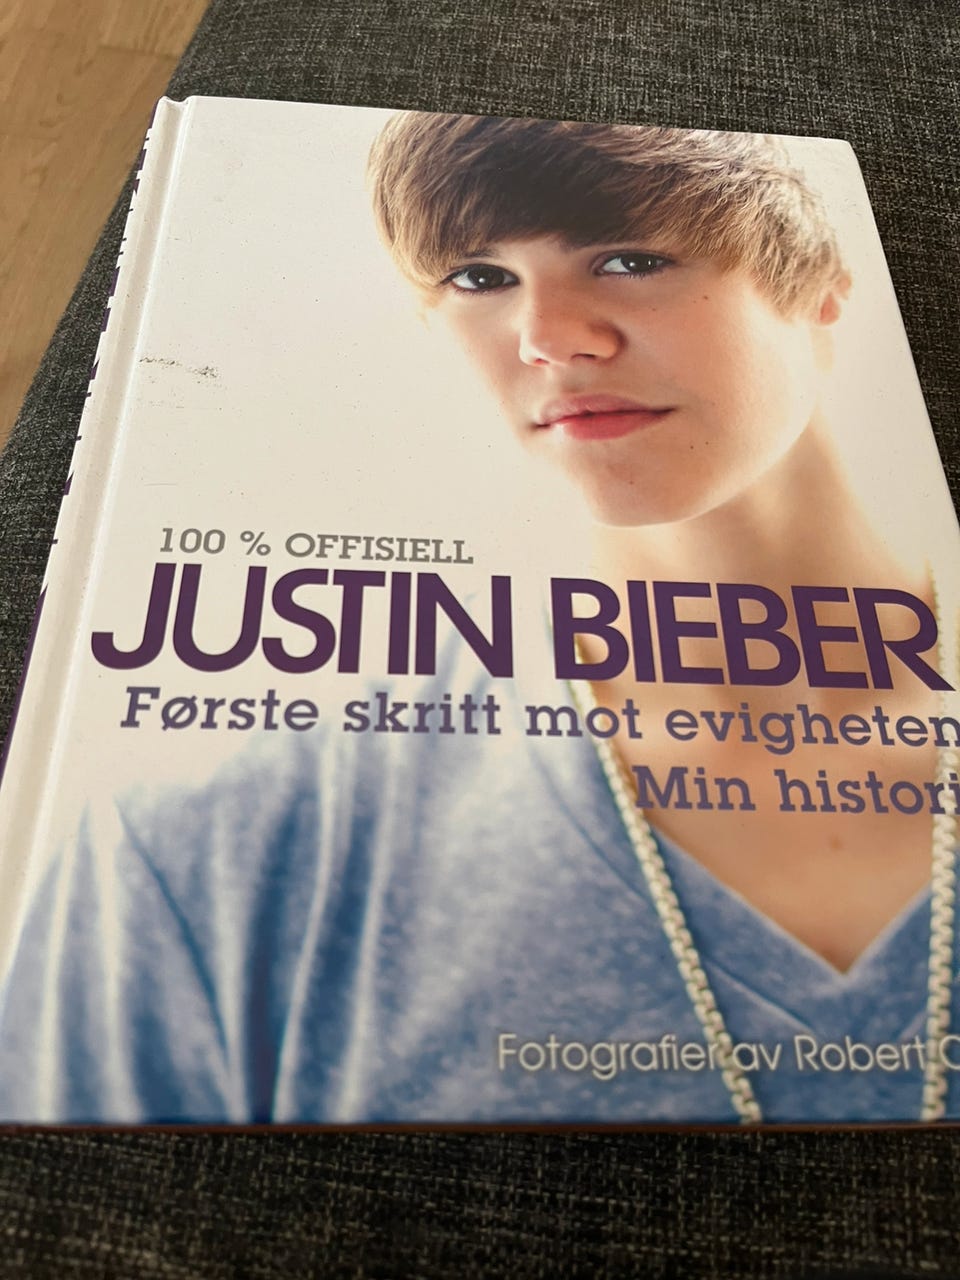 100 % OFFISIELL
JUSTIN BIEBER
Første skritt mot evigheten
Min histori
Fotografier av Robert